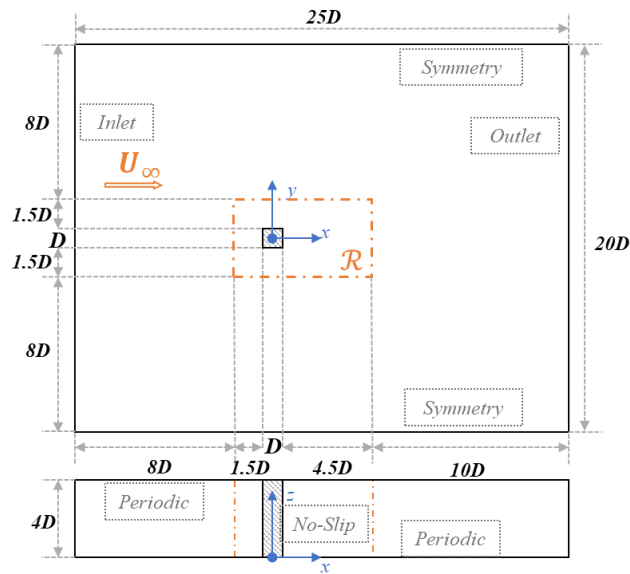 25D
Symmetry
8D
Inlet
Outlet
U∞
1.5D
y
D
x
20D
1.5D
ℛ
8D
Symmetry
D
8D
1.5D
4.5D
10D
Periodic
z
4D
No-Slip
Periodic
x